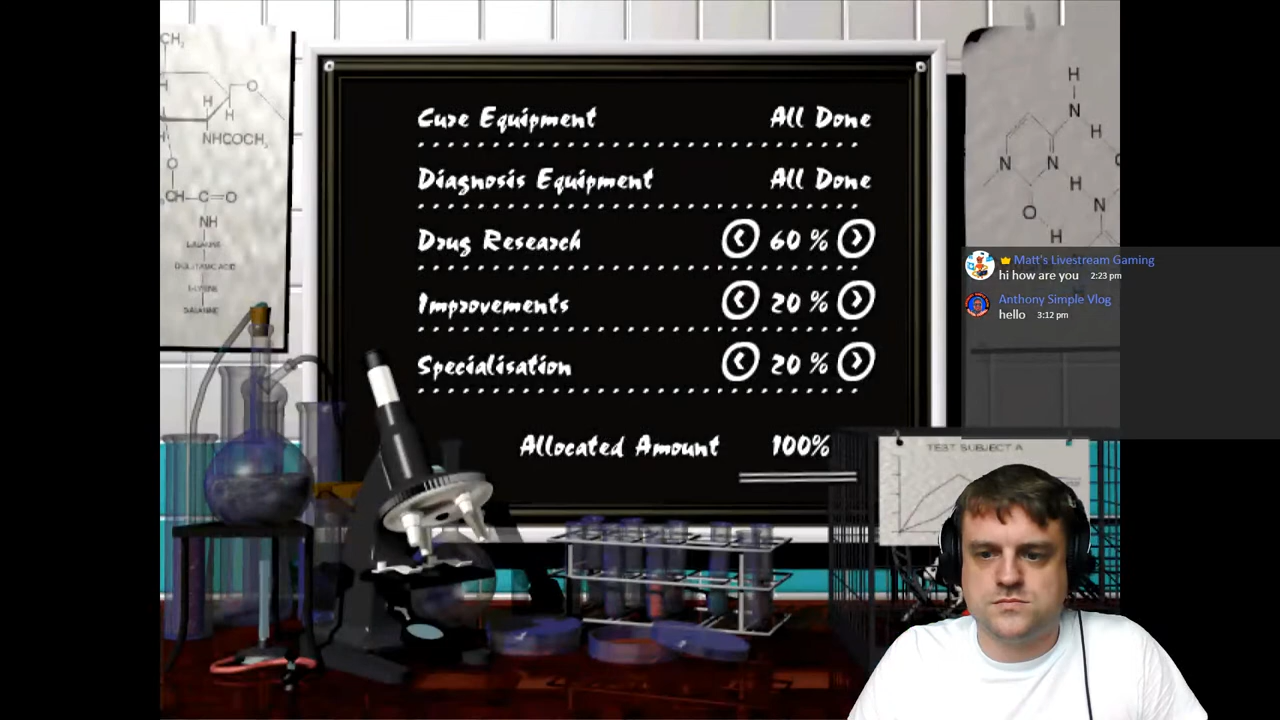 Cure Equipment All Done
Diagnosis Equipment All Done
Drug Research 60 %
Improvements 20 %
Specialisation 20 %
Allocated Amount 100%
CH,
O
H
H
NHCOCH,
O
CH-C=O
NH
H
N
H
N
N
H
N
O
H
Matt's Livestream Gaming
hi how are you 2:23 pm
Anthony Simple Vlog
hello 3:12 pm
TEST SUBJECT A